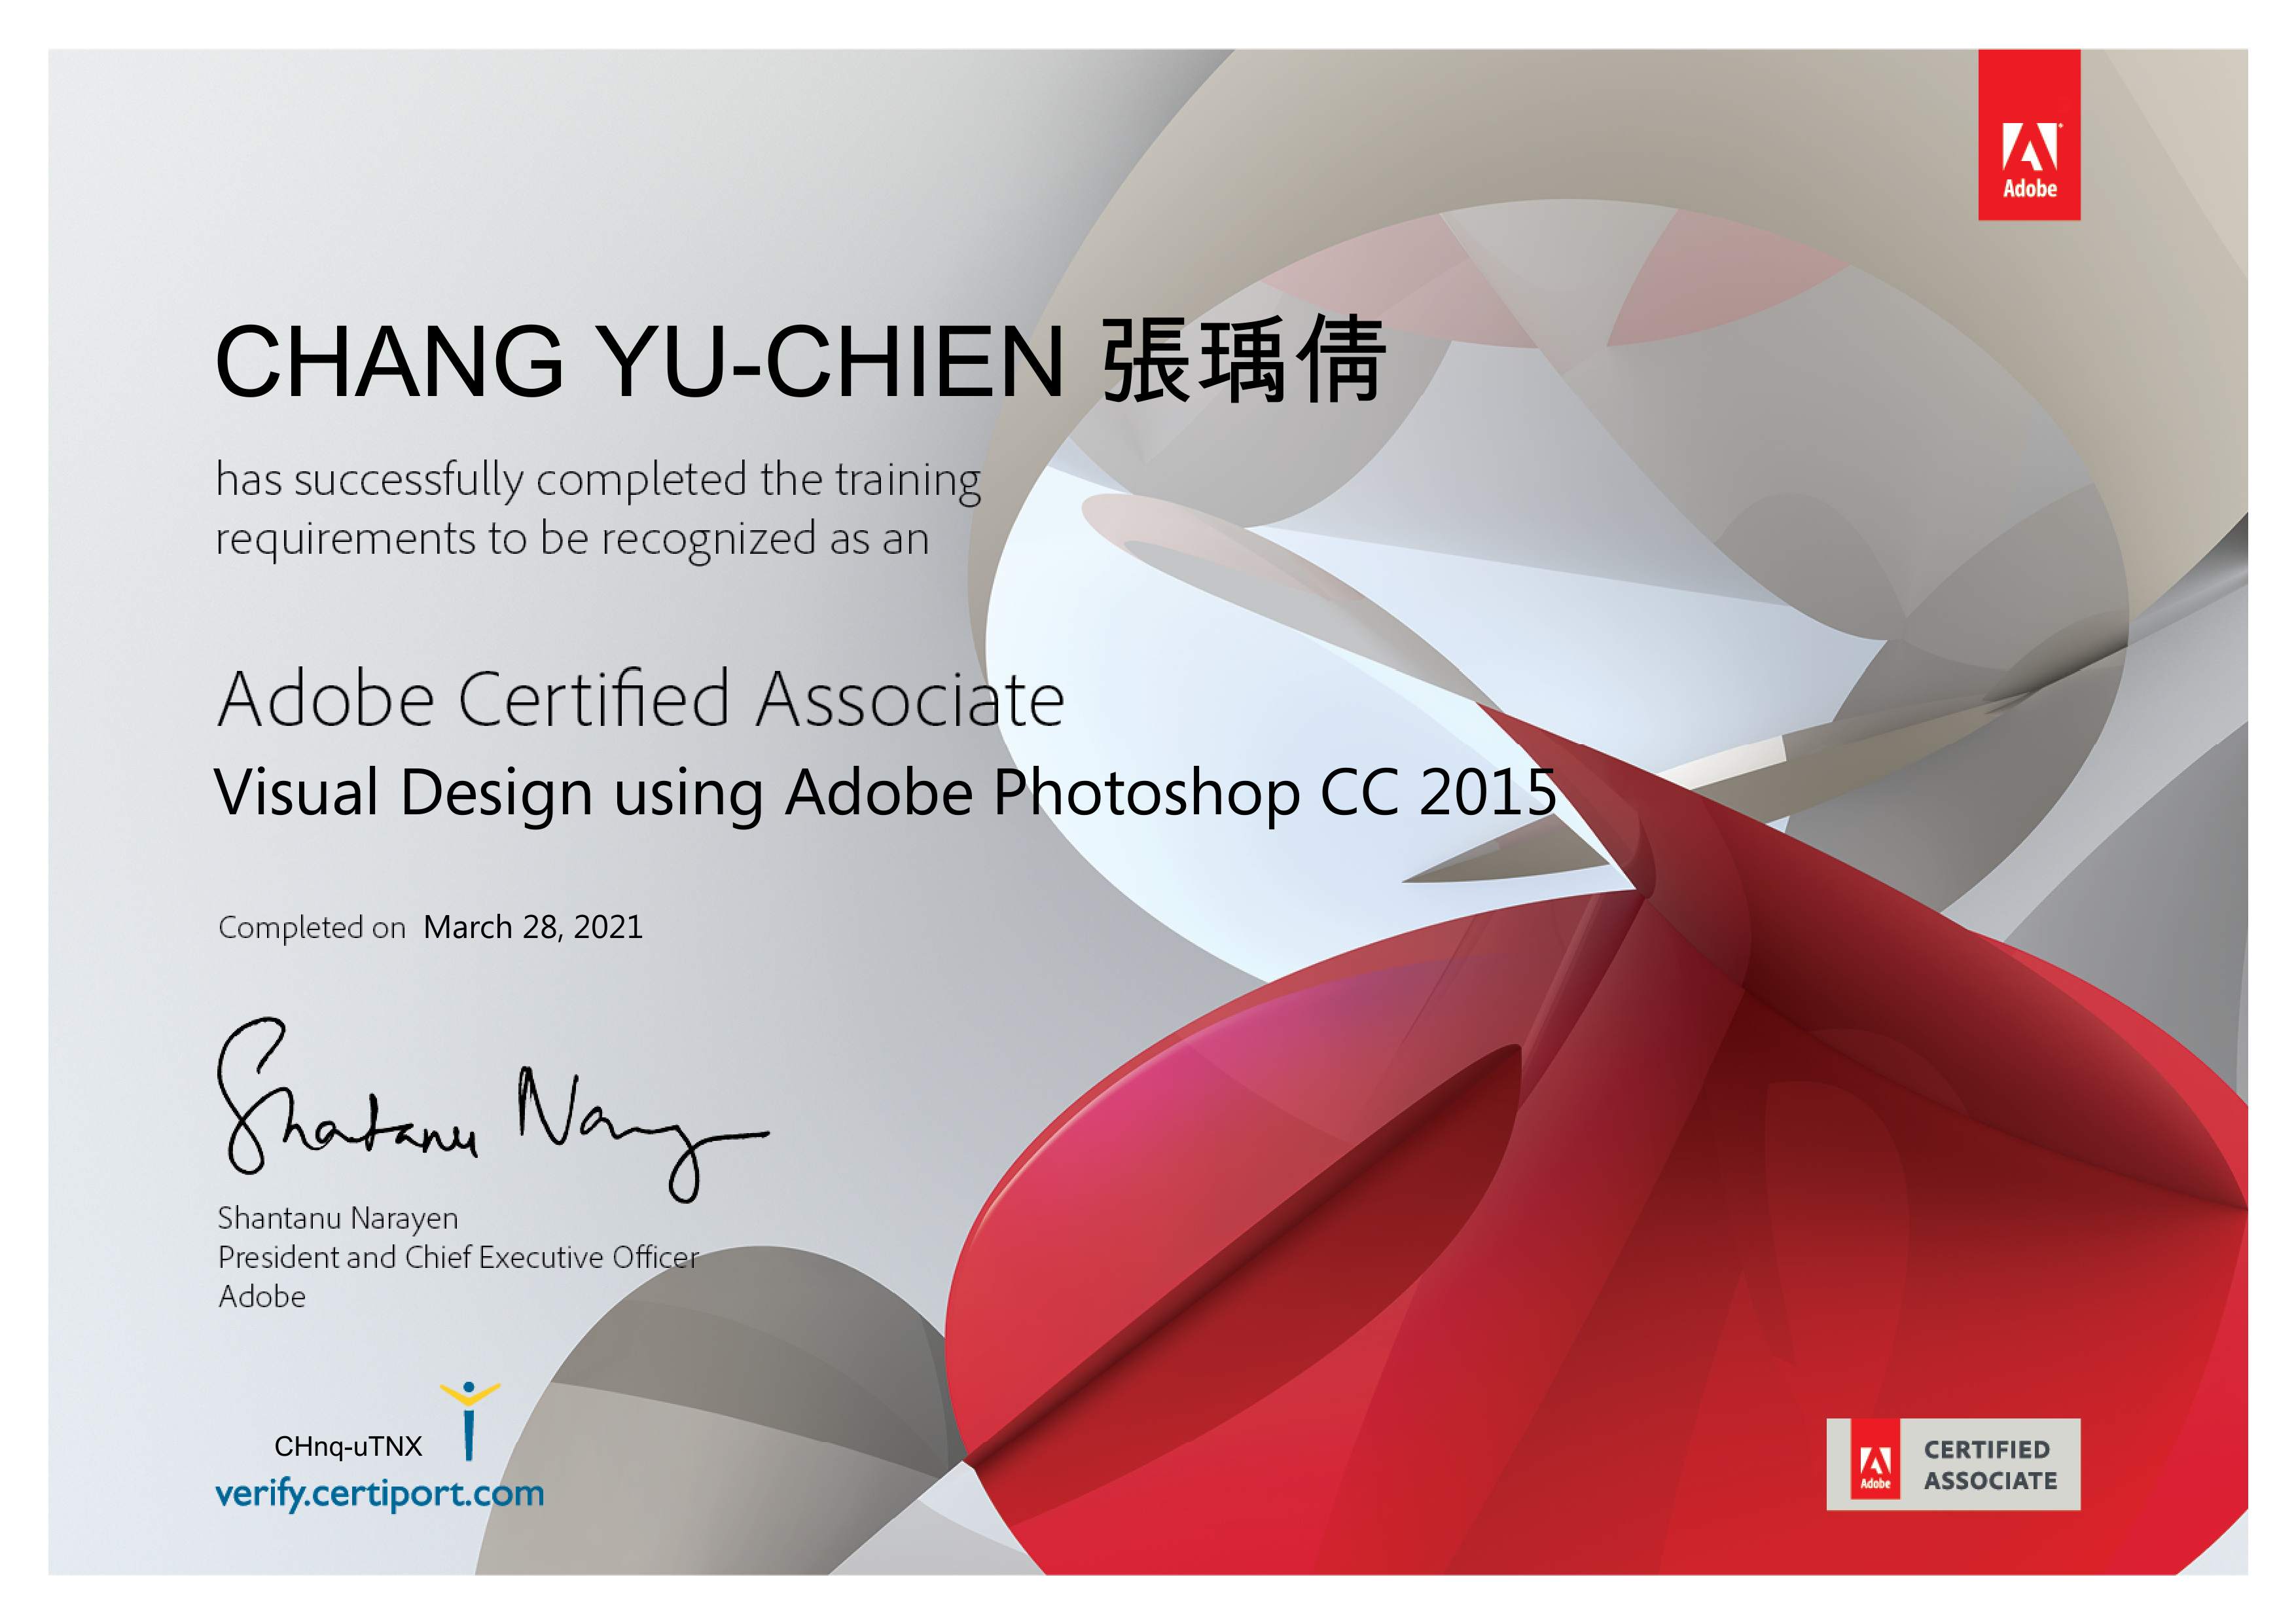 Adobe
CHANG YU-CHIEN 張瑀倩
has successfully completed the training
requirements to be recognized as an
Adobe Certified Associate
Visual Design using Adobe Photoshop CC 2015
Completed on March 28, 2021
Shantanu Narayen
Shantanu Narayen
President and Chief Executive Officer
Adobe
CHnq-uTNX
verify.certiport.com
Adobe
CERTIFIED
ASSOCIATE